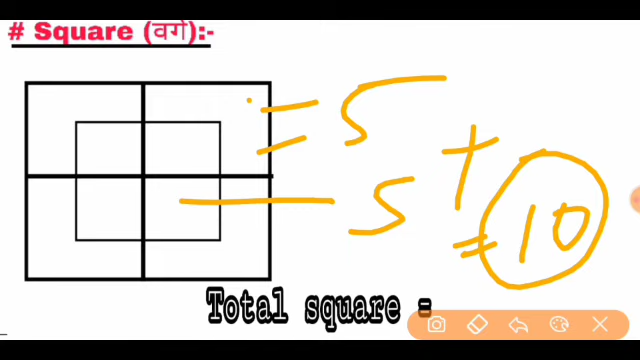 # Square (वर्ग):-
= 5
5 +
= 10
Total square =